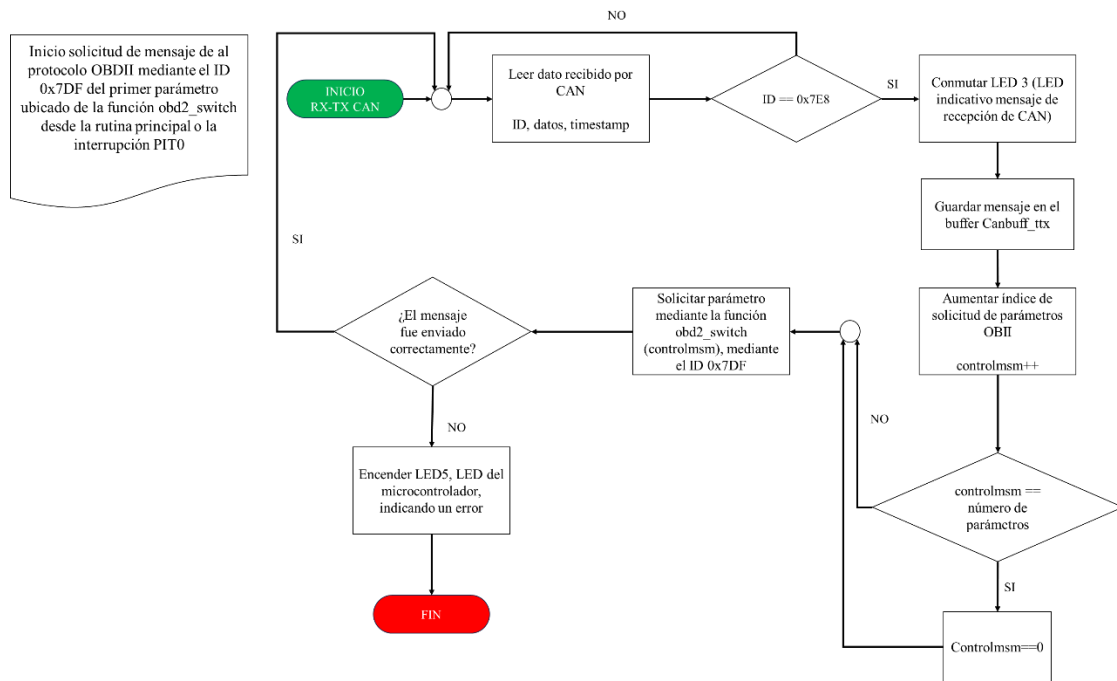 Inicio solicitud de mensaje de al
protocolo OBDII mediante el ID
0x7DF del primer parámetro
ubicado de la función obd2_switch
desde la rutina principal o la
interrupción PIT0
INICIO
RX-TX CAN
Leer dato recibido por
CAN
ID, datos, timestamp
NO
ID == 0x7E8
SI
Conmutar LED 3 (LED
indicativo mensaje de
recepción de CAN)
Guardar mensaje en el
buffer Canbuff_ttx
Aumentar índice de
solicitud de parámetros
OBII
controlmsm++
controlmsm ==
número de
parámetros
NO
SI
Controlmsm==0
Solicitar parámetro
mediante la función
obd2_switch
(controlmsm), mediante
el ID 0x7DF
¿El mensaje
fue enviado
correctamente?
SI
NO
Encender LED5, LED del
microcontrolador,
indicando un error
FIN